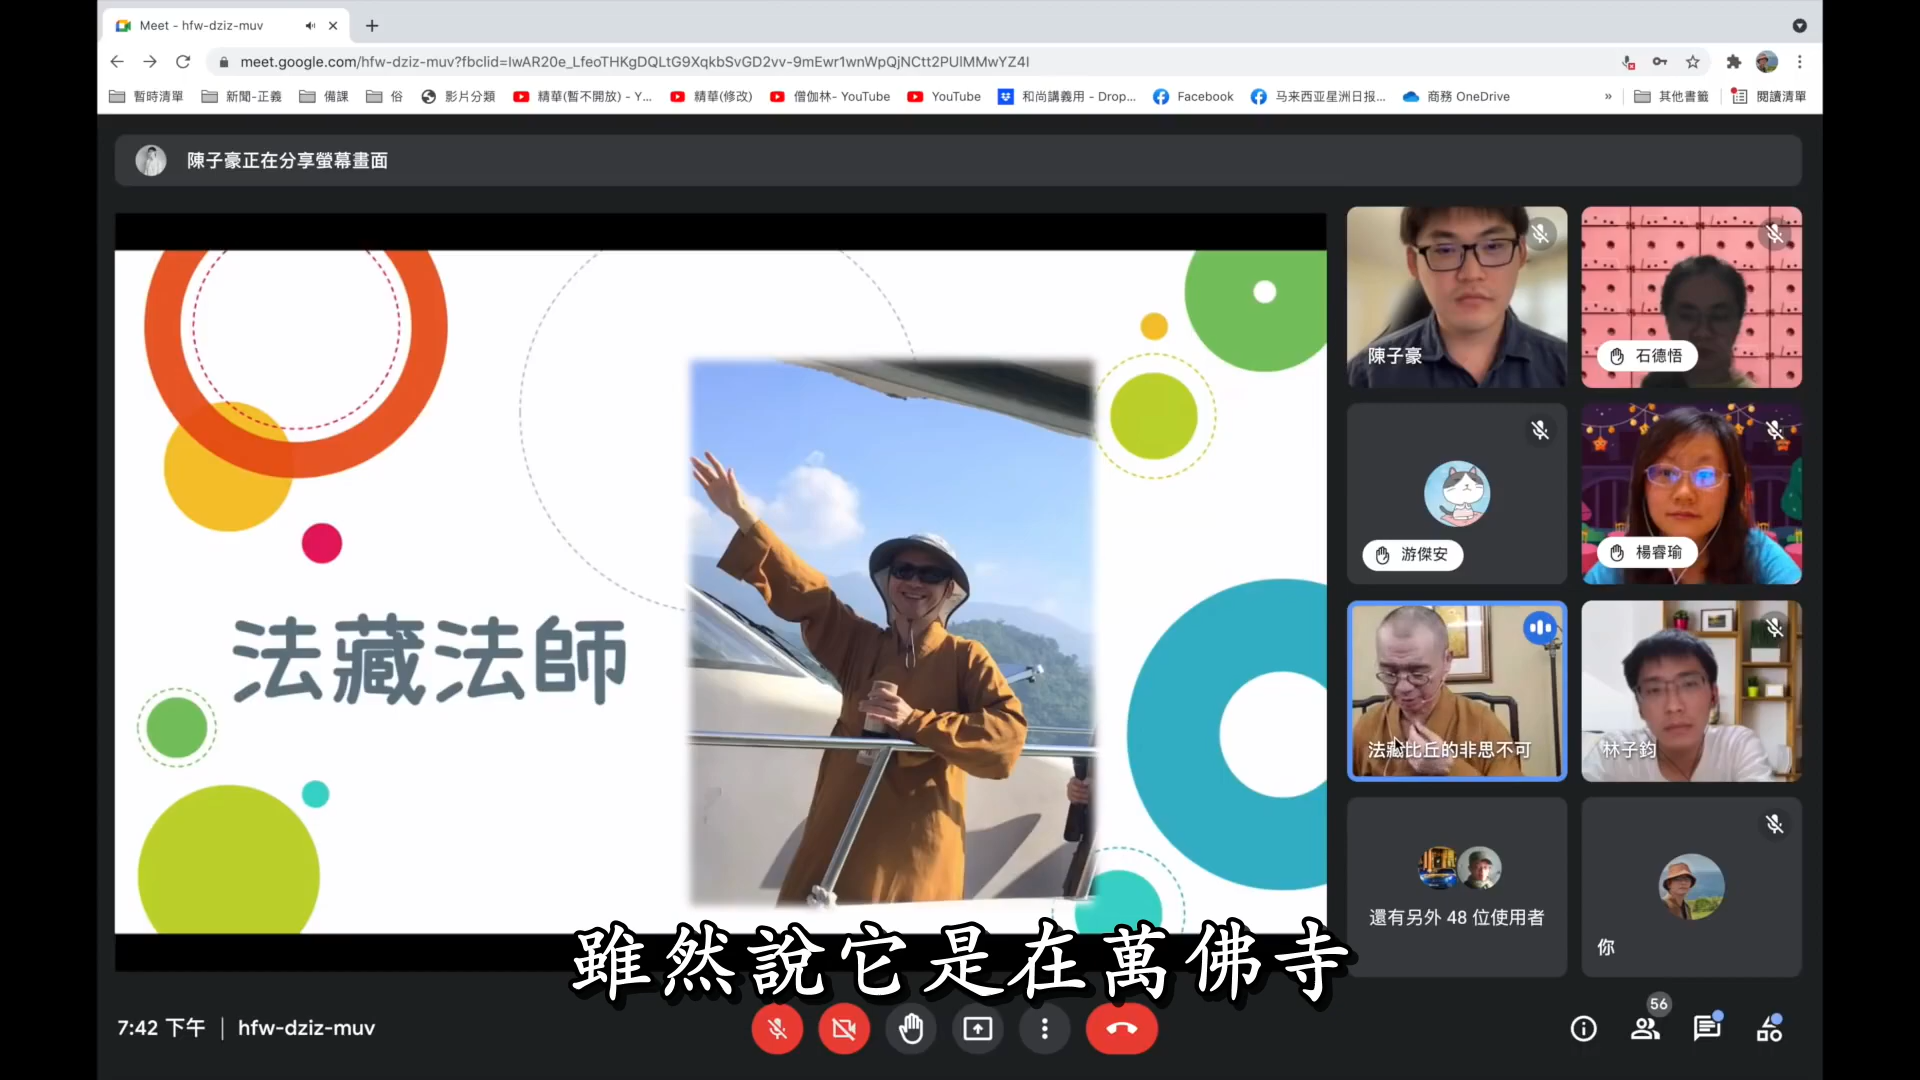 Meet - hfw-dziz-muv
meet.google.com/hfw-dziz-muv?fbclid=IwAR20e_LfeoTHKgDQLtG9XqkbSvGD2vv-9mEwr1wnWpQjNCtt2PUlMMwYZ4I
暫時清單 新聞-正義 備課 俗 影片分類 精華(暫不開放) - Y... 精華(修改) 僧伽林- YouTube YouTube 和尚講義用 - Drop... Facebook 马来西亚星洲日报... 商務 OneDrive » 其他書籤 閱讀清單
陳子豪正在分享螢幕畫面
法藏法師
陳子豪
石德悟
游傑安
楊睿瑜
法藏比丘的非思不可
林子鈞
還有另外 48 位使用者
你
雖然說它是在萬佛寺
7:42 下午 | hfw-dziz-muv
56